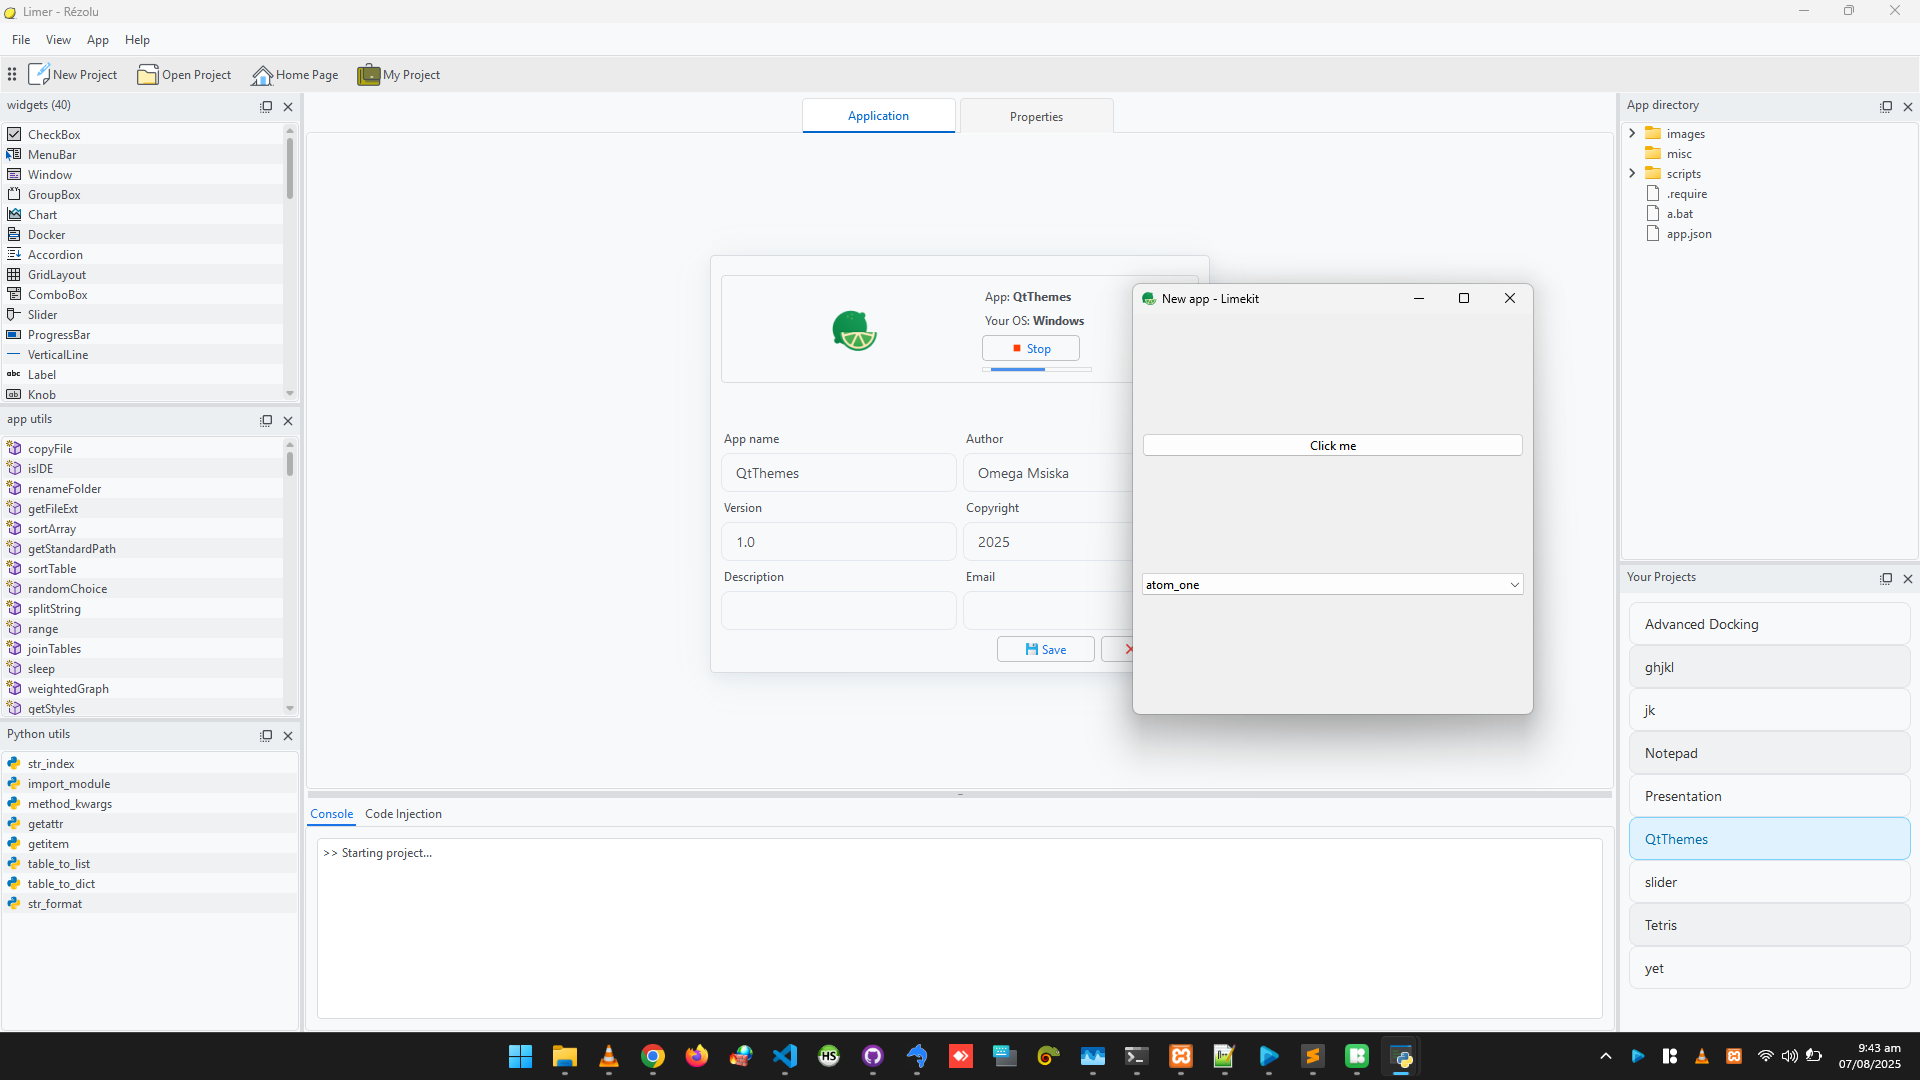 Limer - Rézolu
File View App Help
New Project Open Project Home Page My Project
widgets (40)
CheckBox
MenuBar
Window
GroupBox
Chart
Docker
Accordion
GridLayout
ComboBox
Slider
ProgressBar
VerticalLine
abc Label
ab Knob
app utils
copyFile
isIDE
renameFolder
getFileExt
sortArray
getStandardPath
sortTable
randomChoice
splitString
range
joinTables
sleep
weightedGraph
getStyles
Python utils
str_index
import_module
method_kwargs
getattr
getitem
table_to_list
table_to_dict
str_format
Application Properties
App: QtThemes
Your OS: Windows
Stop
App name Author
QtThemes Omega Msiska
Version Copyright
1.0 2025
Description Email
Save
New app - Limekit
Click me
atom_one
Console Code Injection
>> Starting project...
App directory
images
misc
scripts
.require
a.bat
app.json
Your Projects
Advanced Docking
ghjkl
jk
Notepad
Presentation
QtThemes
slider
Tetris
yet
HS
9:43 am
07/08/2025